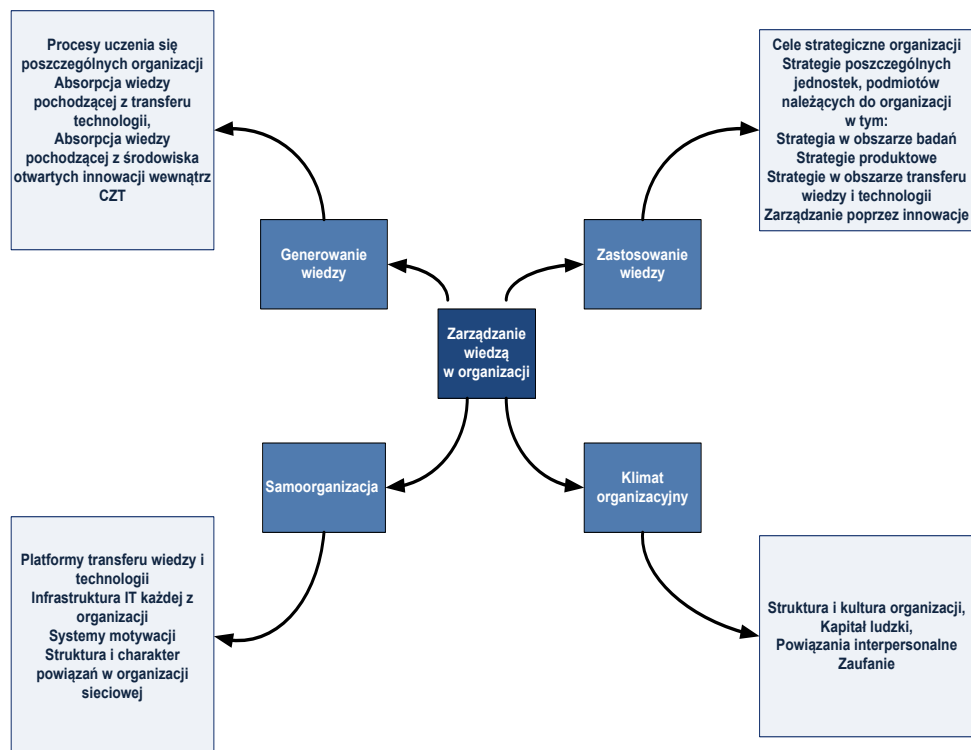 Procesy uczenia się
poszczególnych organizacji
Absorpcja wiedzy
pochodzącej z transferu
technologii,
Absorpcja wiedzy
pochodzącej z środowiska
otwartych innowacji wewnątrz
CZT
Cele strategiczne organizacji
Strategie poszczególnych
jednostek, podmiotów
należących do organizacji
w tym:
Strategia w obszarze badań
Strategie produktowe
Strategie w obszarze transferu
wiedzy i technologii
Zarządzanie poprzez innowacje
Generowanie
wiedzy
Zastosowanie
wiedzy
Zarządzanie
wiedzą
w organizacji
Samoorganizacja
Klimat
organizacyjny
Platformy transferu wiedzy i
technologii
Infrastruktura IT każdej z
organizacji
Systemy motywacji
Struktura i charakter
powiązań w organizacji
sieciowej
Struktura i kultura organizacji,
Kapitał ludzki,
Powiązania interpersonalne
Zaufanie